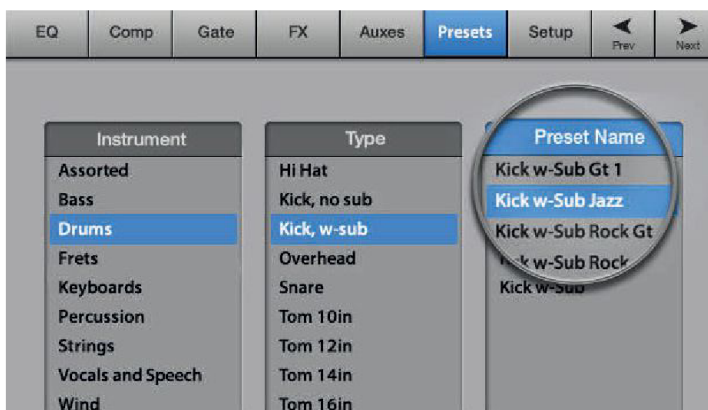 EQ Comp Gate FX Auxes Presets Setup Prev Next
Instrument
Assorted
Bass
Drums
Frets
Keyboards
Percussion
Strings
Vocals and Speech
Wind
Type
Hi Hat
Kick, no sub
Kick, w-sub
Overhead
Snare
Tom 10in
Tom 12in
Tom 14in
Tom 16in
Preset Name
Kick w-Sub Gt 1
Kick w-Sub Jazz
Kick w-Sub Rock Gt
Kick w-Sub Rock
Kick w-Sub